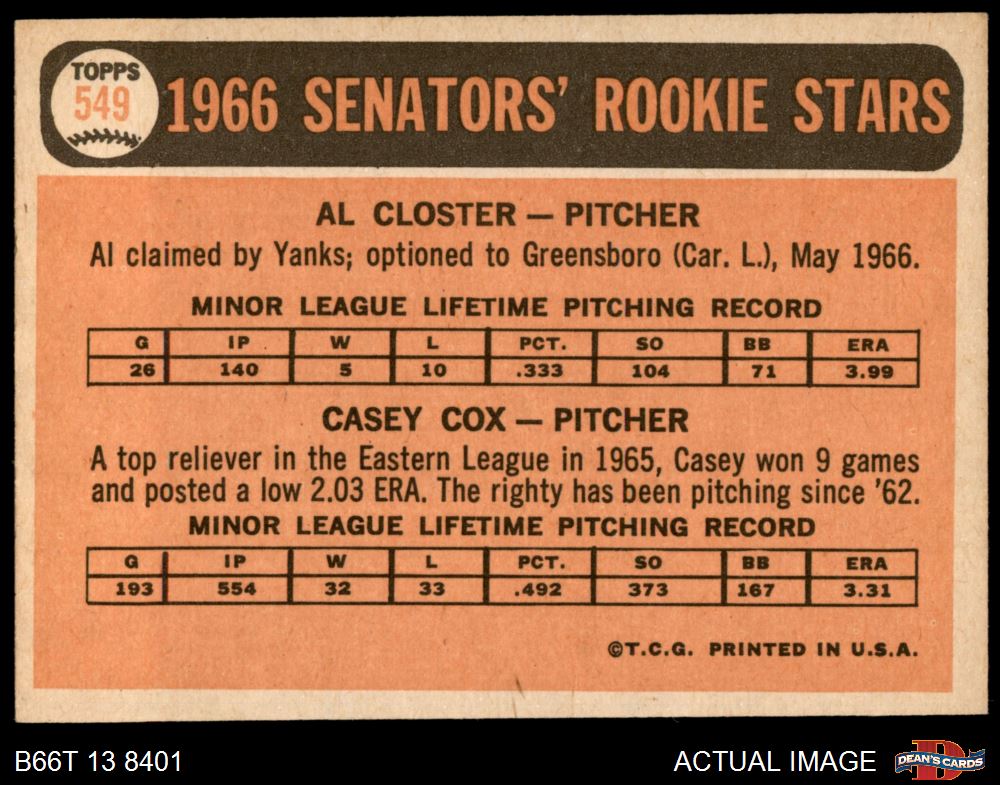 TOPPS
549
1966 SENATORS' ROOKIE STARS
AL CLOSTER — PITCHER
Al claimed by Yanks; optioned to Greensboro (Car. L.), May 1966.
MINOR LEAGUE LIFETIME PITCHING RECORD
G IP W L PCT. SO BB ERA
26 140 5 10 .333 104 71 3.99
CASEY COX — PITCHER
A top reliever in the Eastern League in 1965, Casey won 9 games
and posted a low 2.03 ERA. The righty has been pitching since '62.
MINOR LEAGUE LIFETIME PITCHING RECORD
G IP W L PCT. SO BB ERA
193 554 32 33 .492 373 167 3.31
©T.C.G. PRINTED IN U.S.A.
B66T 13 8401
ACTUAL IMAGE
D
DEAN'S CARDS